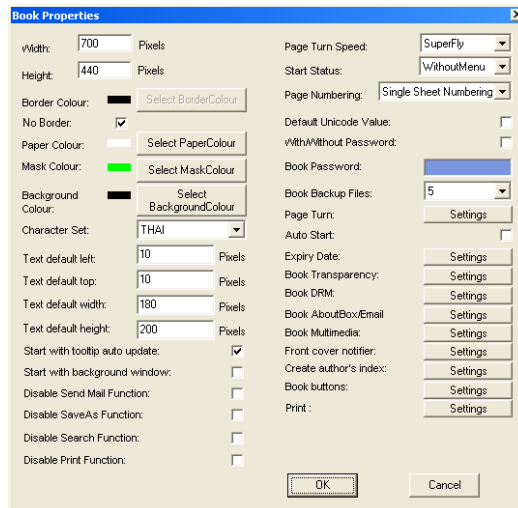 Book Properties
Width: 700 Pixels
Height: 440 Pixels
Border Colour: Select BorderColour
No Border:
Paper Colour: Select PaperColour
Mask Colour: Select MaskColour
Background Colour: Select BackgroundColour
Character Set: THAI
Text default left: 10 Pixels
Text default top: 10 Pixels
Text default width: 180 Pixels
Text default height: 200 Pixels
Start with tooltip auto update:
Start with background window:
Disable Send Mail Function:
Disable SaveAs Function:
Disable Search Function:
Disable Print Function:
Page Turn Speed: SuperFly
Start Status: WithoutMenu
Page Numbering: Single Sheet Numbering
Default Unicode Value:
With/Without Password:
Book Password:
Book Backup Files: 5
Page Turn: Settings
Auto Start:
Expiry Date: Settings
Book Transparency: Settings
Book DRM: Settings
Book AboutBox/Email Settings
Book Multimedia: Settings
Front cover notifier: Settings
Create author's index: Settings
Book buttons: Settings
Print : Settings
OK Cancel